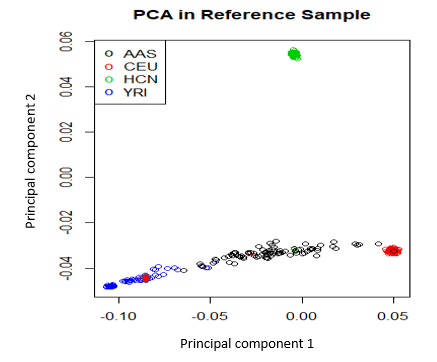 PCA in Reference Sample
AAS
CEU
HCN
YRI
0.06
0.04
0.02
0.00
-0.02
-0.04
Principal component 2
-0.10
-0.05
0.00
0.05
Principal component 1